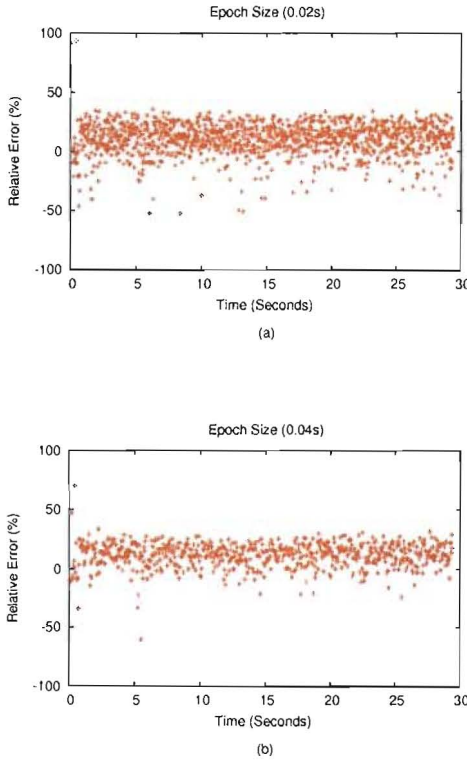 Epoch Size (0.02s)
100
50
0
-50
-100
Relative Error (%)
0 5 10 15 20 25 30
Time (Seconds)
(a)
Epoch Size (0.04s)
100
50
0
-50
-100
Relative Error (%)
0 5 10 15 20 25 30
Time (Seconds)
(b)